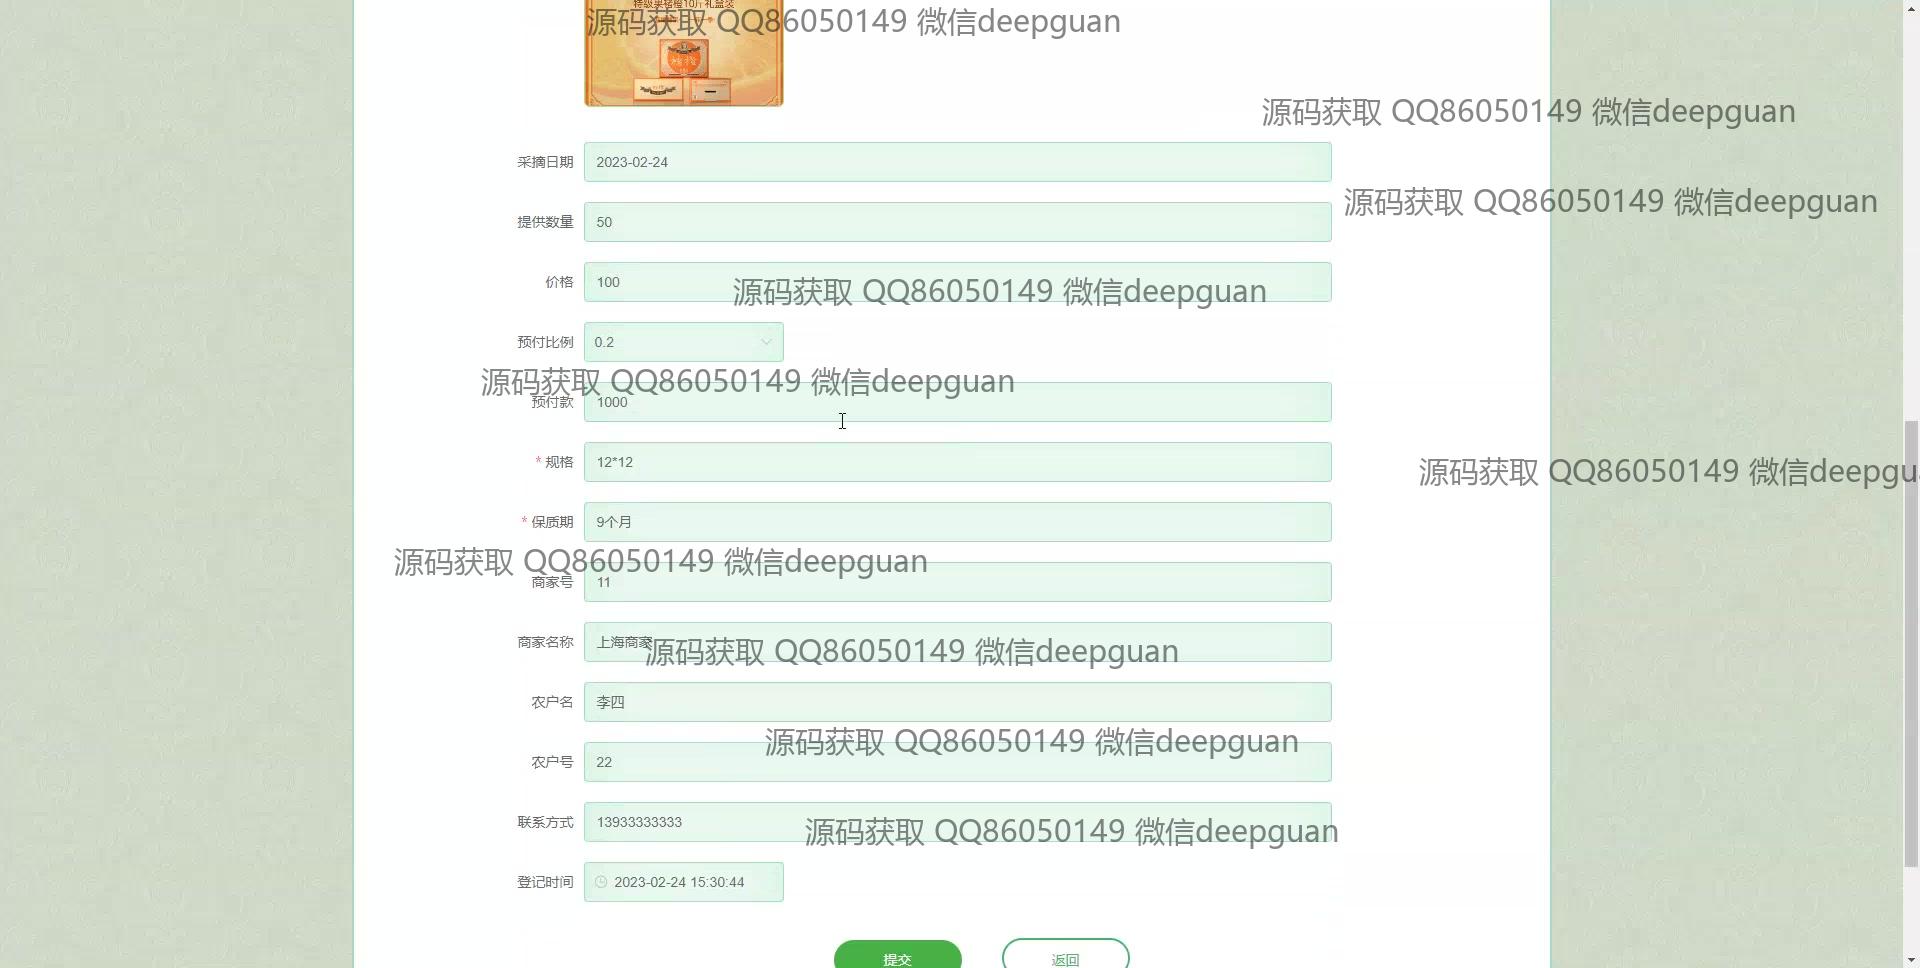 特级果铭橙10斤礼盒装
源码获取 QQ86050149 微信deepguan
源码获取 QQ86050149 微信deepguan
采摘日期 2023-02-24
源码获取 QQ86050149 微信deepguan
提供数量 50
价格 100
源码获取 QQ86050149 微信deepguan
预付比例 0.2
源码获取 QQ86050149 微信deepguan
预付款 1000
* 规格 12*12
源码获取 QQ86050149 微信deepgu
* 保质期 9个月
源码获取 QQ86050149 微信deepguan
商家号 11
商家名称 上海商家
源码获取 QQ86050149 微信deepguan
农户名 李四
源码获取 QQ86050149 微信deepguan
农户号 22
联系方式 13933333333
源码获取 QQ86050149 微信deepguan
登记时间 2023-02-24 15:30:44
提交 返回